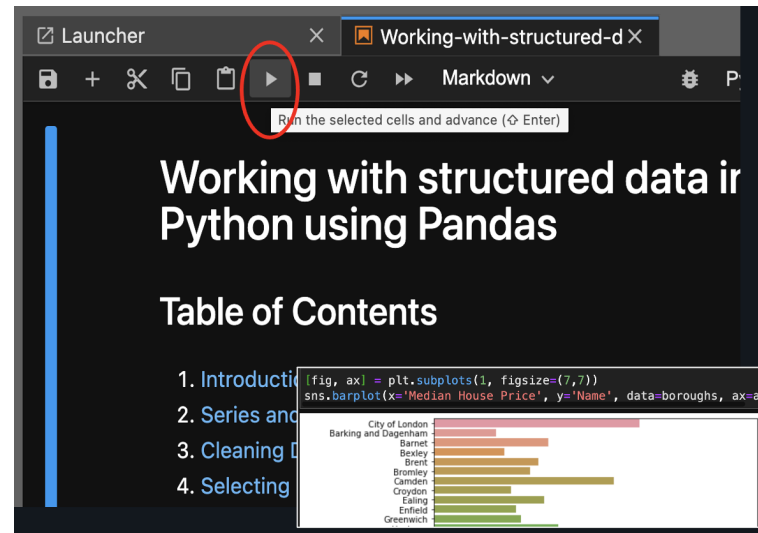 Launcher
Working-with-structured-d
Markdown
Run the selected cells and advance (⇧ Enter)
Working with structured data in
Python using Pandas
Table of Contents
1. Introducti
2. Series and
3. Cleaning D
4. Selecting
[fig, ax] = plt.subplots(1, figsize=(7,7))
sns.barplot(x='Median House Price', y='Name', data=boroughs, ax=a
City of London
Barking and Dagenham
Barnet
Bexley
Brent
Bromley
Camden
Croydon
Ealing
Enfield
Greenwich